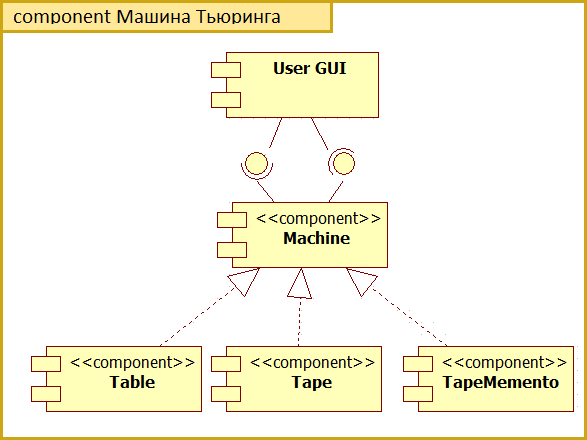 component Машина Тьюринга
User GUI
<<component>>
Machine
<<component>>
Table
<<component>>
Tape
<<component>>
TapeMemento